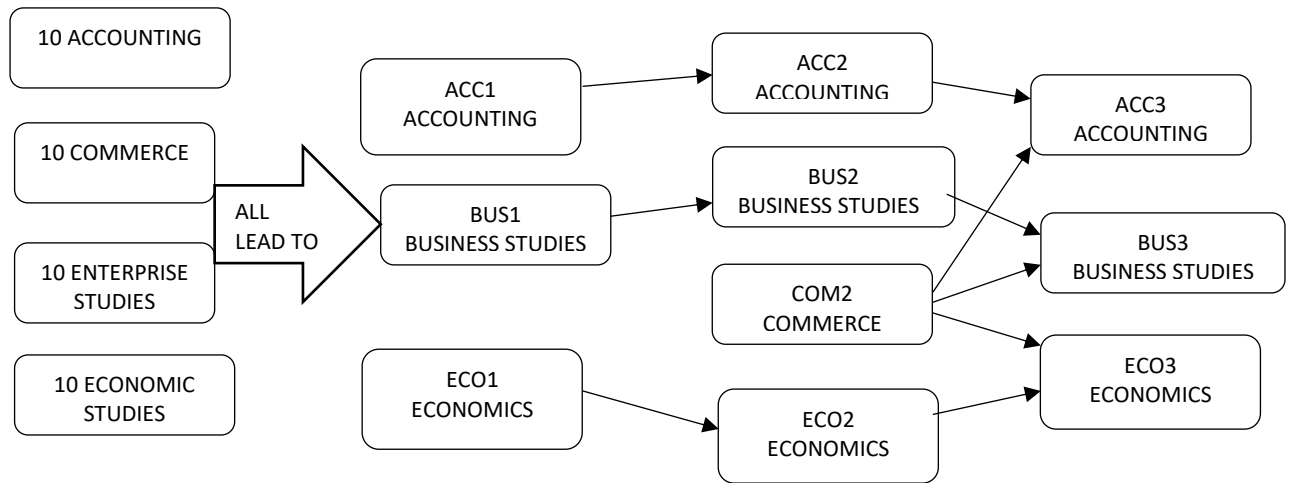 10 ACCOUNTING
10 COMMERCE
10 ENTERPRISE
STUDIES
10 ECONOMIC
STUDIES
ALL
LEAD TO
ACC1
ACCOUNTING
BUS1
BUSINESS STUDIES
ECO1
ECONOMICS
ACC2
ACCOUNTING
BUS2
BUSINESS STUDIES
COM2
COMMERCE
ECO2
ECONOMICS
ACC3
ACCOUNTING
BUS3
BUSINESS STUDIES
ECO3
ECONOMICS